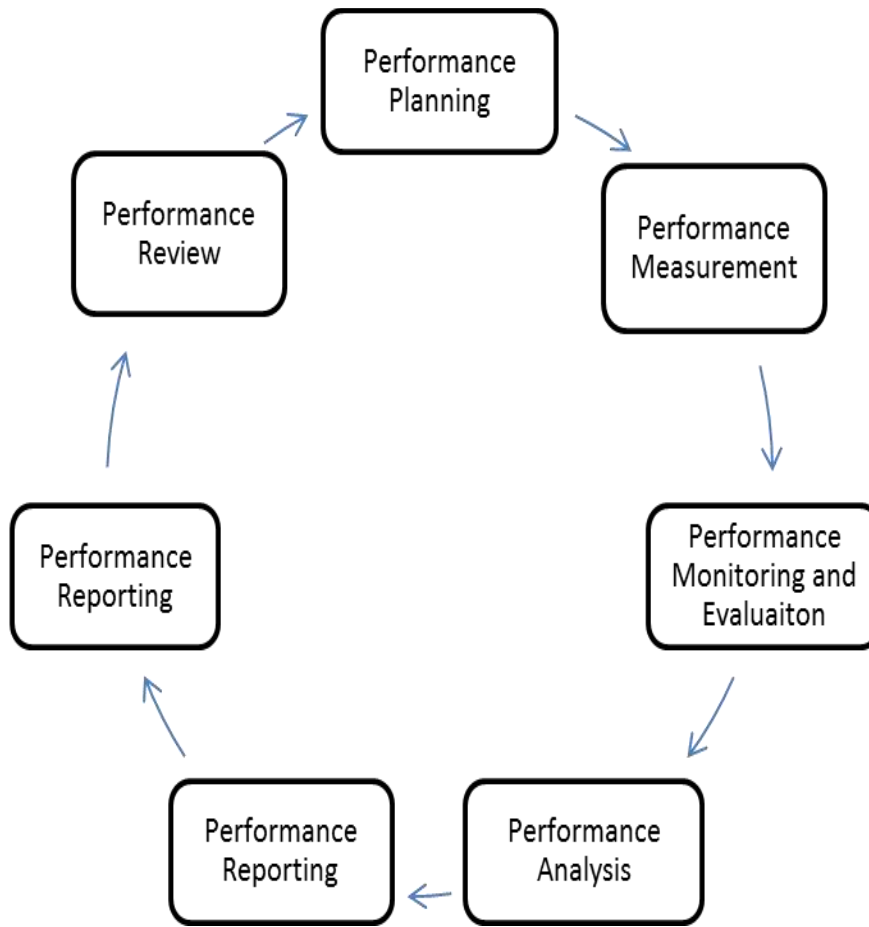 Performance
Planning
Performance
Measurement
Performance
Monitoring and
Evaluaiton
Performance
Analysis
Performance
Reporting
Performance
Reporting
Performance
Review